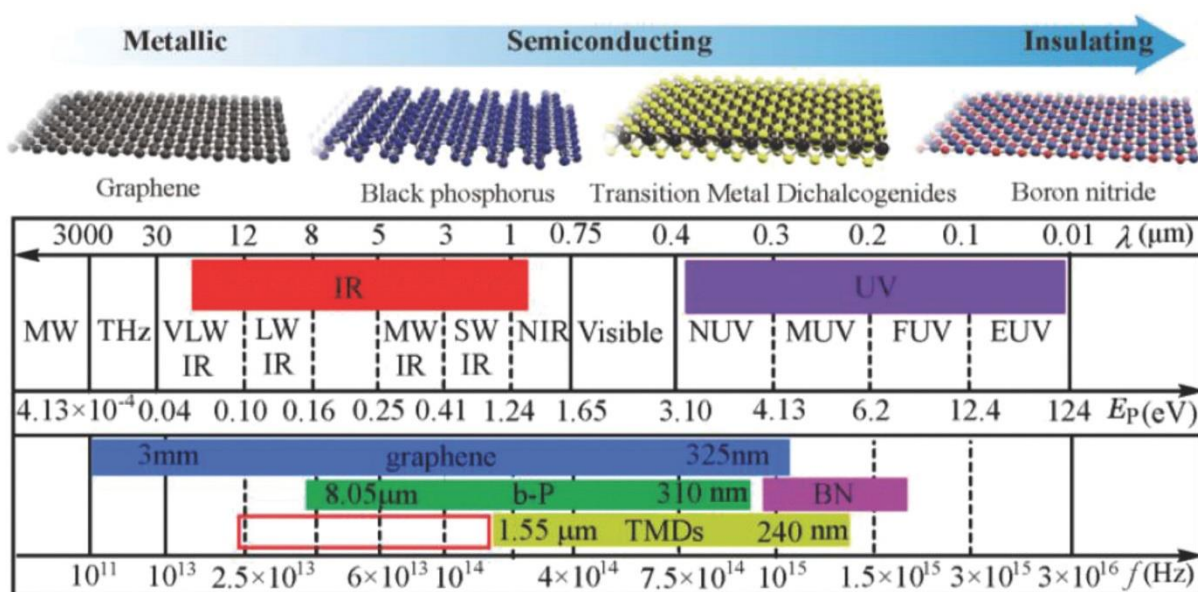 Metallic Semiconducting Insulating
Graphene Black phosphorus Transition Metal Dichalcogenides Boron nitride
3000 30 12 8 5 3 1 0.75 0.4 0.3 0.2 0.1 0.01 λ(μm)
IR UV
MW THz VLW LW MW SW NIR Visible NUV MUV FUV EUV
IR IR IR IR
4.13×10⁻⁴ 0.04 0.10 0.16 0.25 0.41 1.24 1.65 3.10 4.13 6.2 12.4 124 E_P(eV)
3mm graphene 325nm
8.05μm b-P 310 nm BN
1.55 μm TMDs 240 nm
10¹¹ 10¹³ 2.5×10¹³ 6×10¹³ 10¹⁴ 4×10¹⁴ 7.5×10¹⁴ 10¹⁵ 1.5×10¹⁵ 3×10¹⁵ 3×10¹⁶ f(Hz)